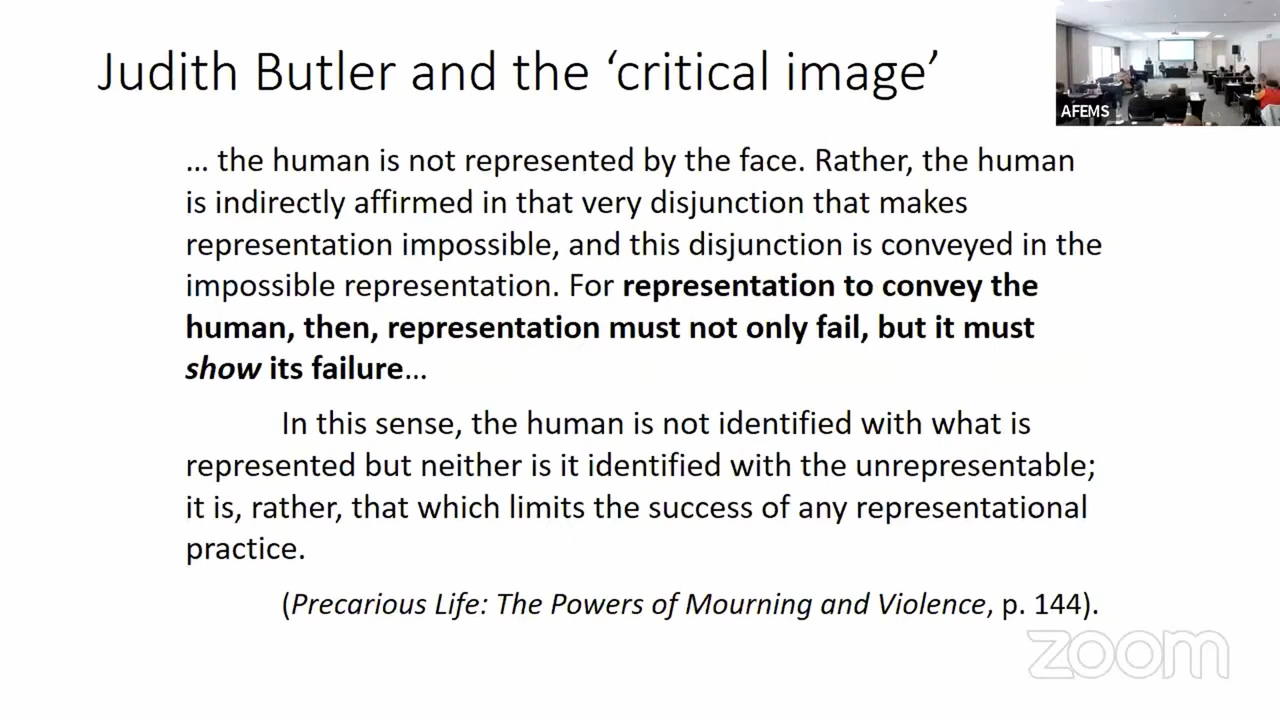 Judith Butler and the ‘critical image’
AFEMS
… the human is not represented by the face. Rather, the human
is indirectly affirmed in that very disjunction that makes
representation impossible, and this disjunction is conveyed in the
impossible representation. For representation to convey the
human, then, representation must not only fail, but it must
show its failure…
In this sense, the human is not identified with what is
represented but neither is it identified with the unrepresentable;
it is, rather, that which limits the success of any representational
practice.
(Precarious Life: The Powers of Mourning and Violence, p. 144).
zoom